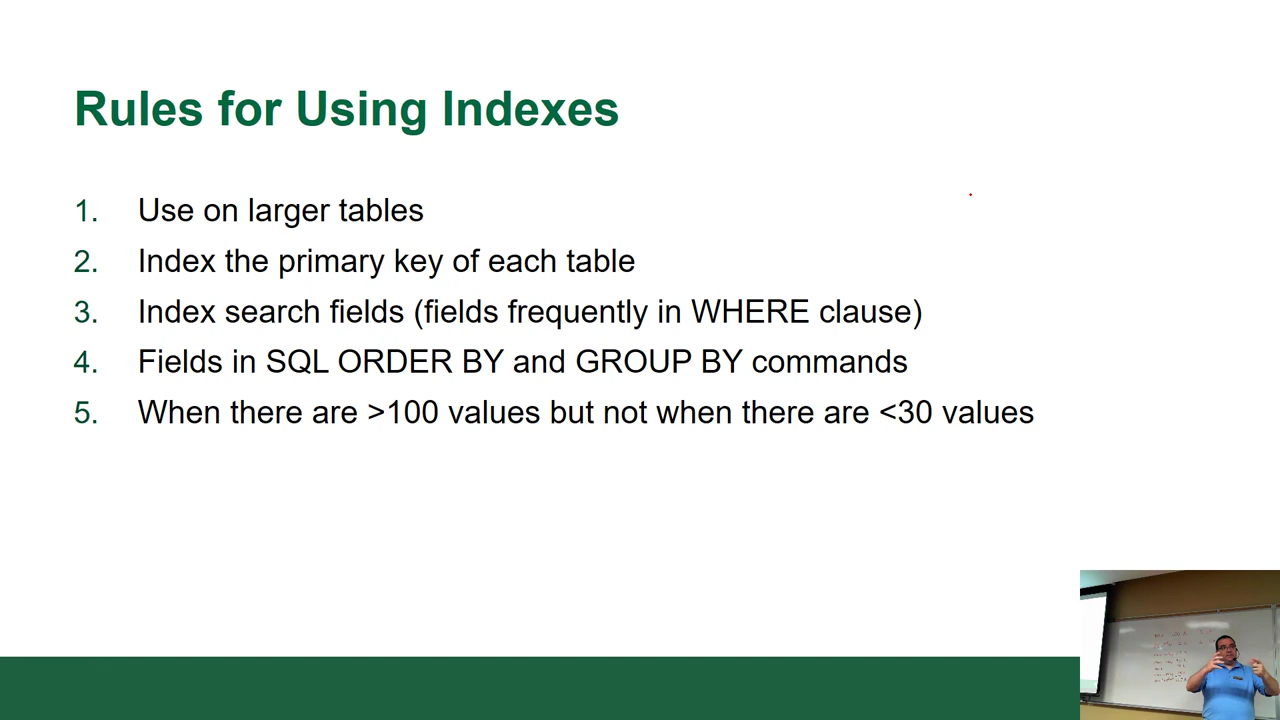 Rules for Using Indexes
1. Use on larger tables
2. Index the primary key of each table
3. Index search fields (fields frequently in WHERE clause)
4. Fields in SQL ORDER BY and GROUP BY commands
5. When there are >100 values but not when there are <30 values